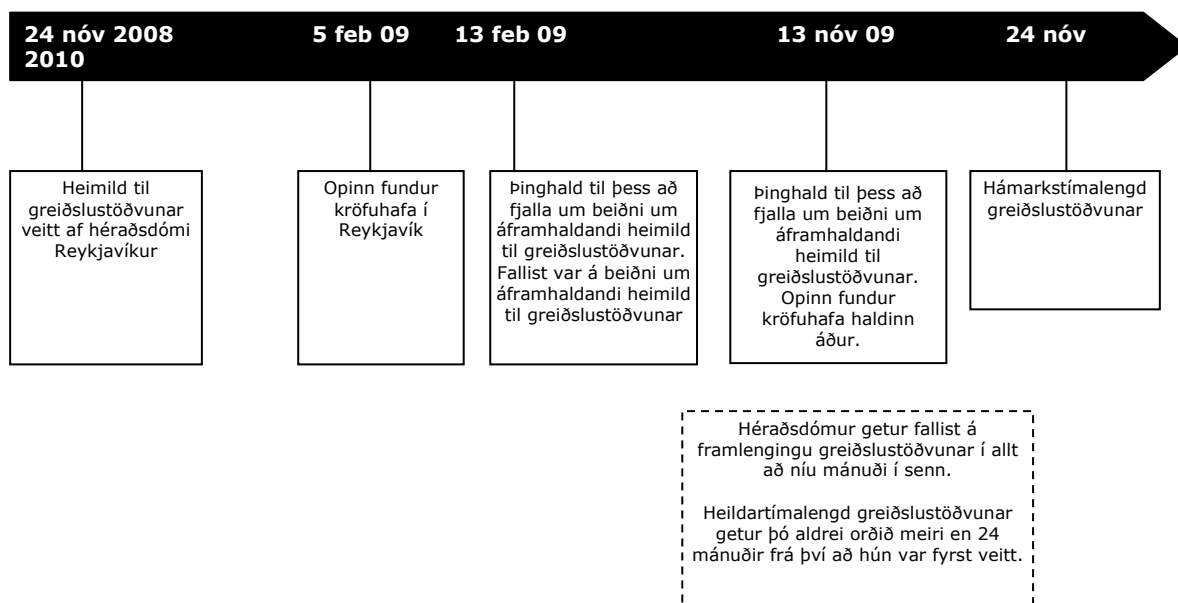 24 nóv 2008 5 feb 09 13 feb 09 13 nóv 09 24 nóv
2010
Heimild til
greiðslustöðvunar
veitt af héraðsdómi
Reykjavíkur
Opinn fundur
kröfuhafa í
Reykjavík
Þinghald til þess að
fjalla um beiðni um
áframhaldandi heimild
til greiðslustöðvunar.
Fallist var á beiðni um
áframhaldandi heimild
til greiðslustöðvunar
Þinghald til þess að
fjalla um beiðni um
áframhaldandi
heimild til
greiðslustöðvunar.
Opinn fundur
kröfuhafa haldinn
áður.
Hámarkstímalengd
greiðslustöðvunar
Héraðsdómur getur fallist á
framlengingu greiðslustöðvunar í allt
að níu mánuði í senn.
Heildartímalengd greiðslustöðvunar
getur þó aldrei orðið meiri en 24
mánuðir frá því að hún var fyrst veitt.